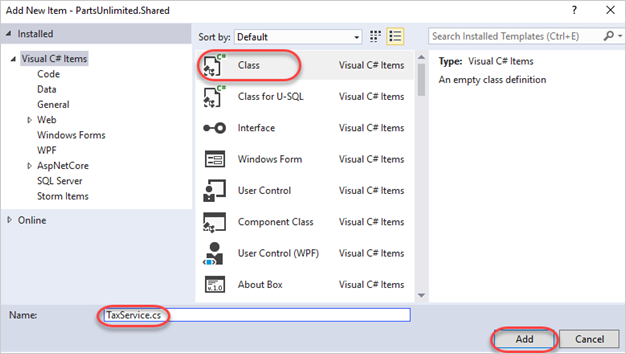 Add New Item - PartsUnlimited.Shared
? ×
Installed
Visual C# Items
Code
Data
General
Web
Windows Forms
WPF
AspNetCore
SQL Server
Storm Items
Online
Sort by: Default
C# Class Visual C# Items
C# Class for U-SQL Visual C# Items
Interface Visual C# Items
Windows Form Visual C# Items
User Control Visual C# Items
Component Class Visual C# Items
User Control (WPF) Visual C# Items
v.1.0 About Box Visual C# Items
Search Installed Templates (Ctrl+E)
Type: Visual C# Items
An empty class definition
Name: TaxService.cs
Add Cancel